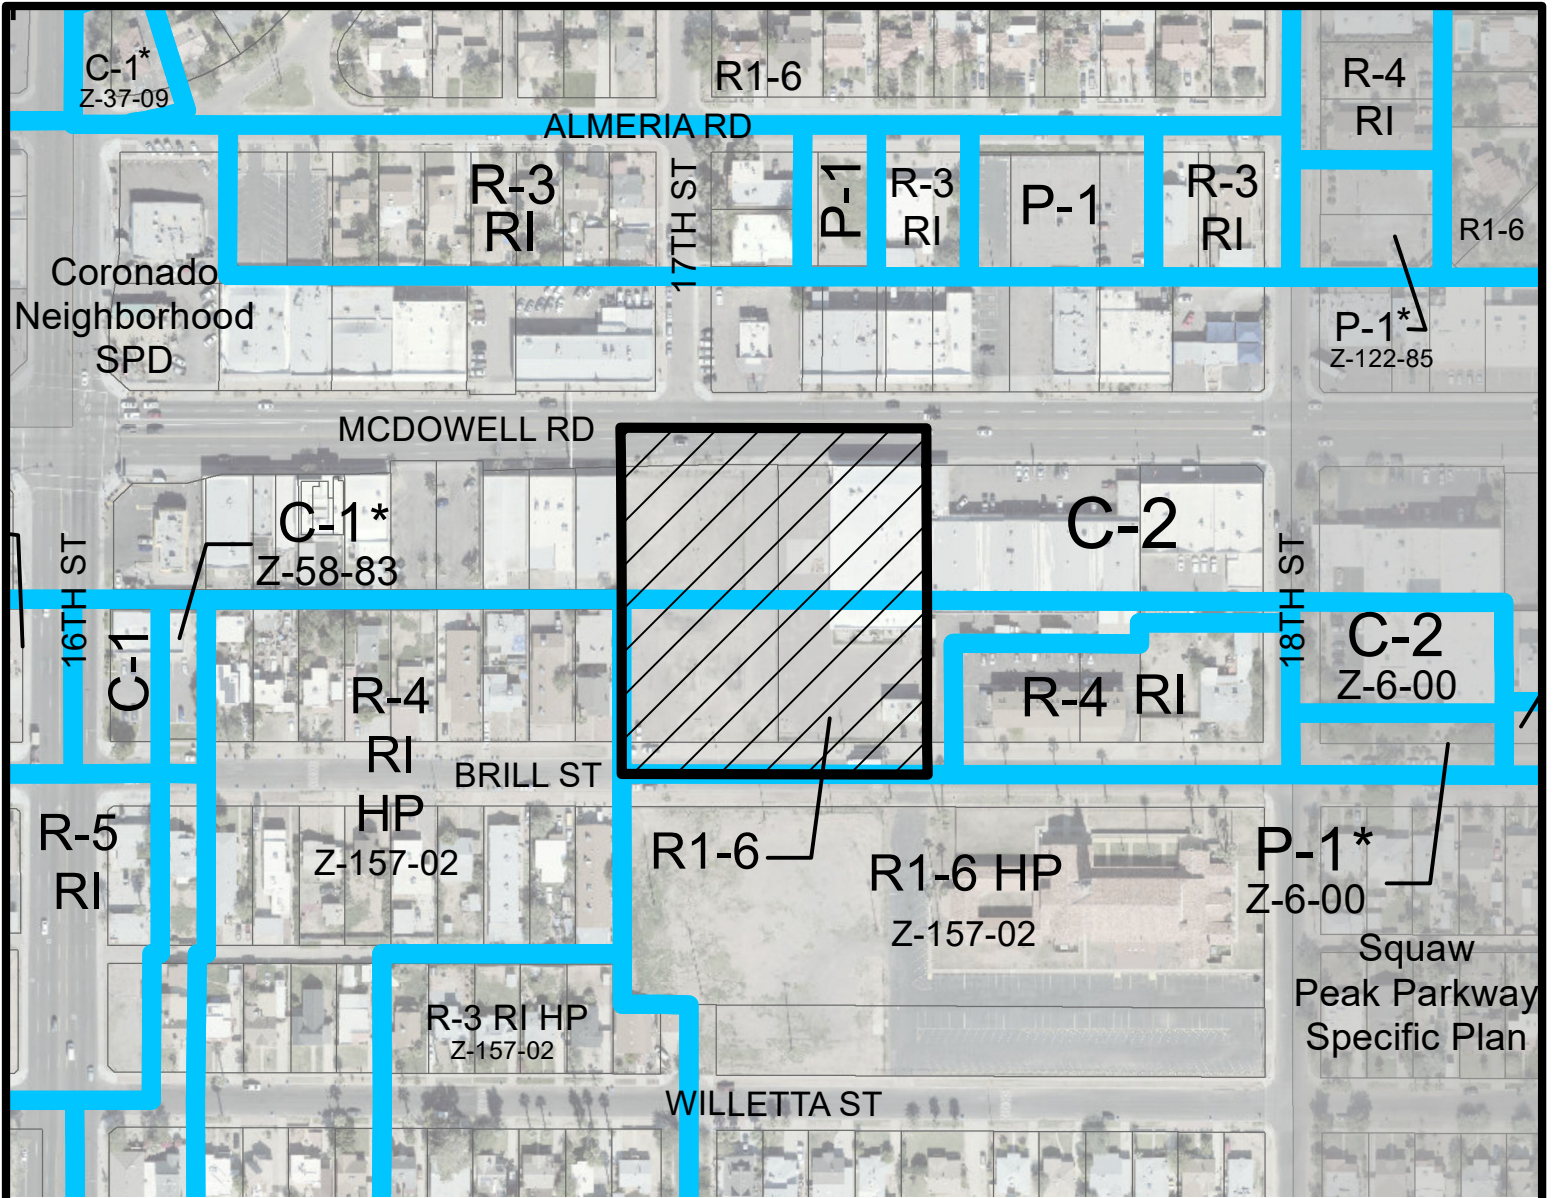 C-1*
Z-37-09
R1-6
R-4
RI
ALMERIA RD
R-3
RI
17TH ST
P-1
R-3
RI
P-1
R-3
RI
R1-6
Coronado
Neighborhood
SPD
P-1*
Z-122-85
MCDOWELL RD
C-1*
Z-58-83
C-2
16TH ST
18TH ST
C-1
R-4
RI
HP
Z-157-02
R-4 RI
C-2
Z-6-00
BRILL ST
R-5
RI
R1-6
R1-6 HP
Z-157-02
P-1*
Z-6-00
Squaw
Peak Parkway
Specific Plan
R-3 RI HP
Z-157-02
WILLETTA ST